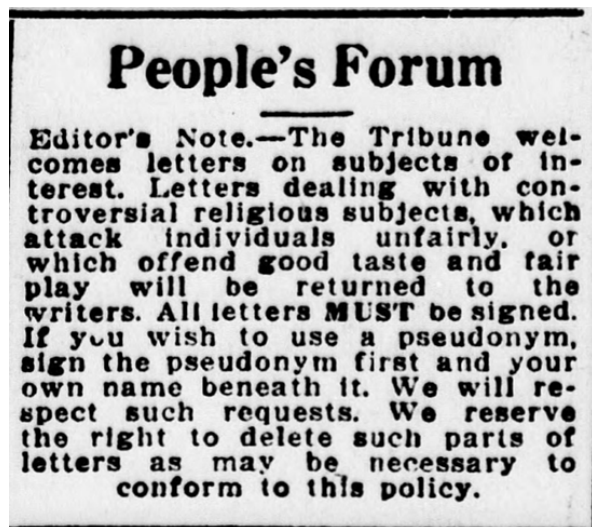 People's Forum
Editor's Note.—The Tribune wel-
comes letters on subjects of in-
terest. Letters dealing with con-
troversial religious subjects, which
attack individuals unfairly, or
which offend good taste and fair
play will be returned to the
writers. All letters MUST be signed.
If you wish to use a pseudonym,
sign the pseudonym first and your
own name beneath it. We will re-
spect such requests. We reserve
the right to delete such parts of
letters as may be necessary to
conform to this policy.